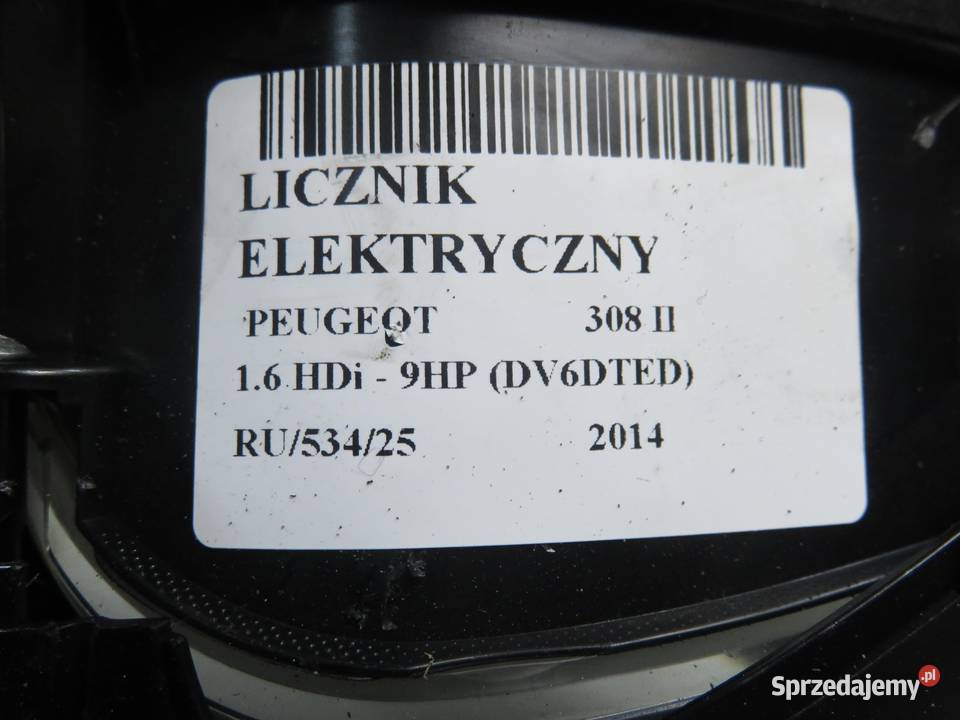 LICZNIK
ELEKTRYCZNY
PEUGEOT 308 II
1.6 HDi - 9HP (DV6DTED)
RU/534/25 2014
Sprzedajemy.pl